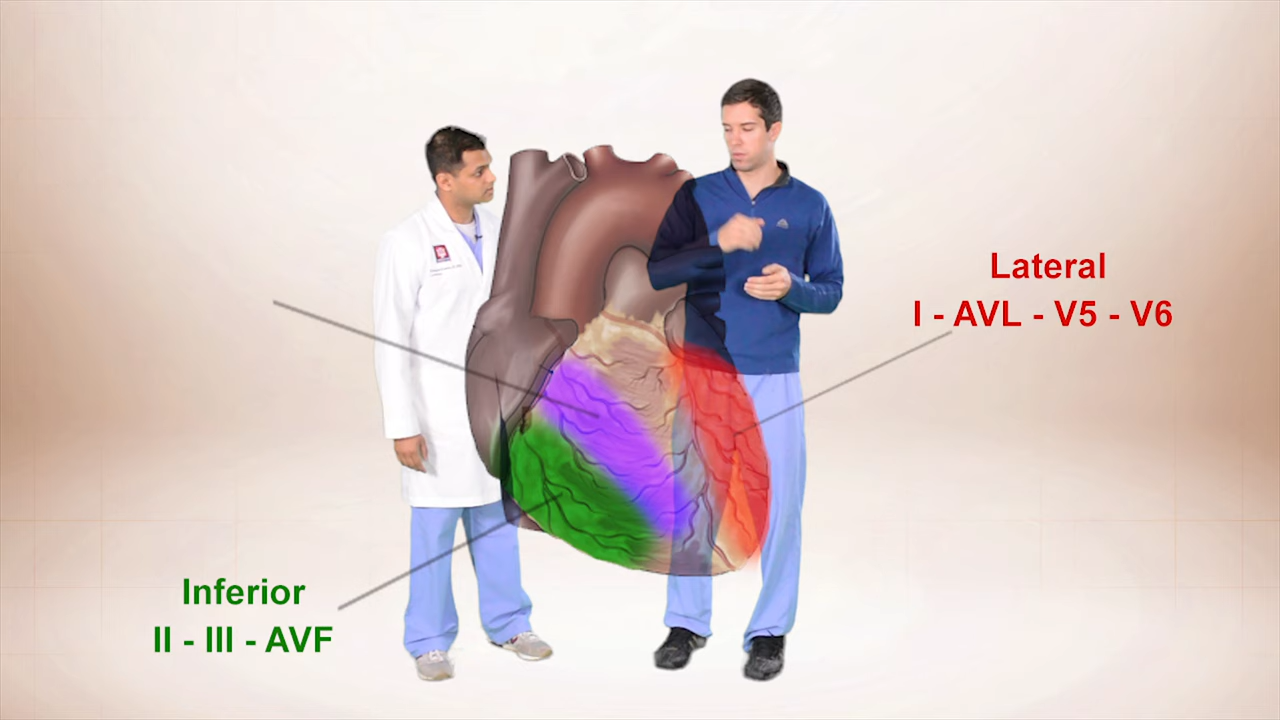 Lateral
I - AVL - V5 - V6
Inferior
II - III - AVF